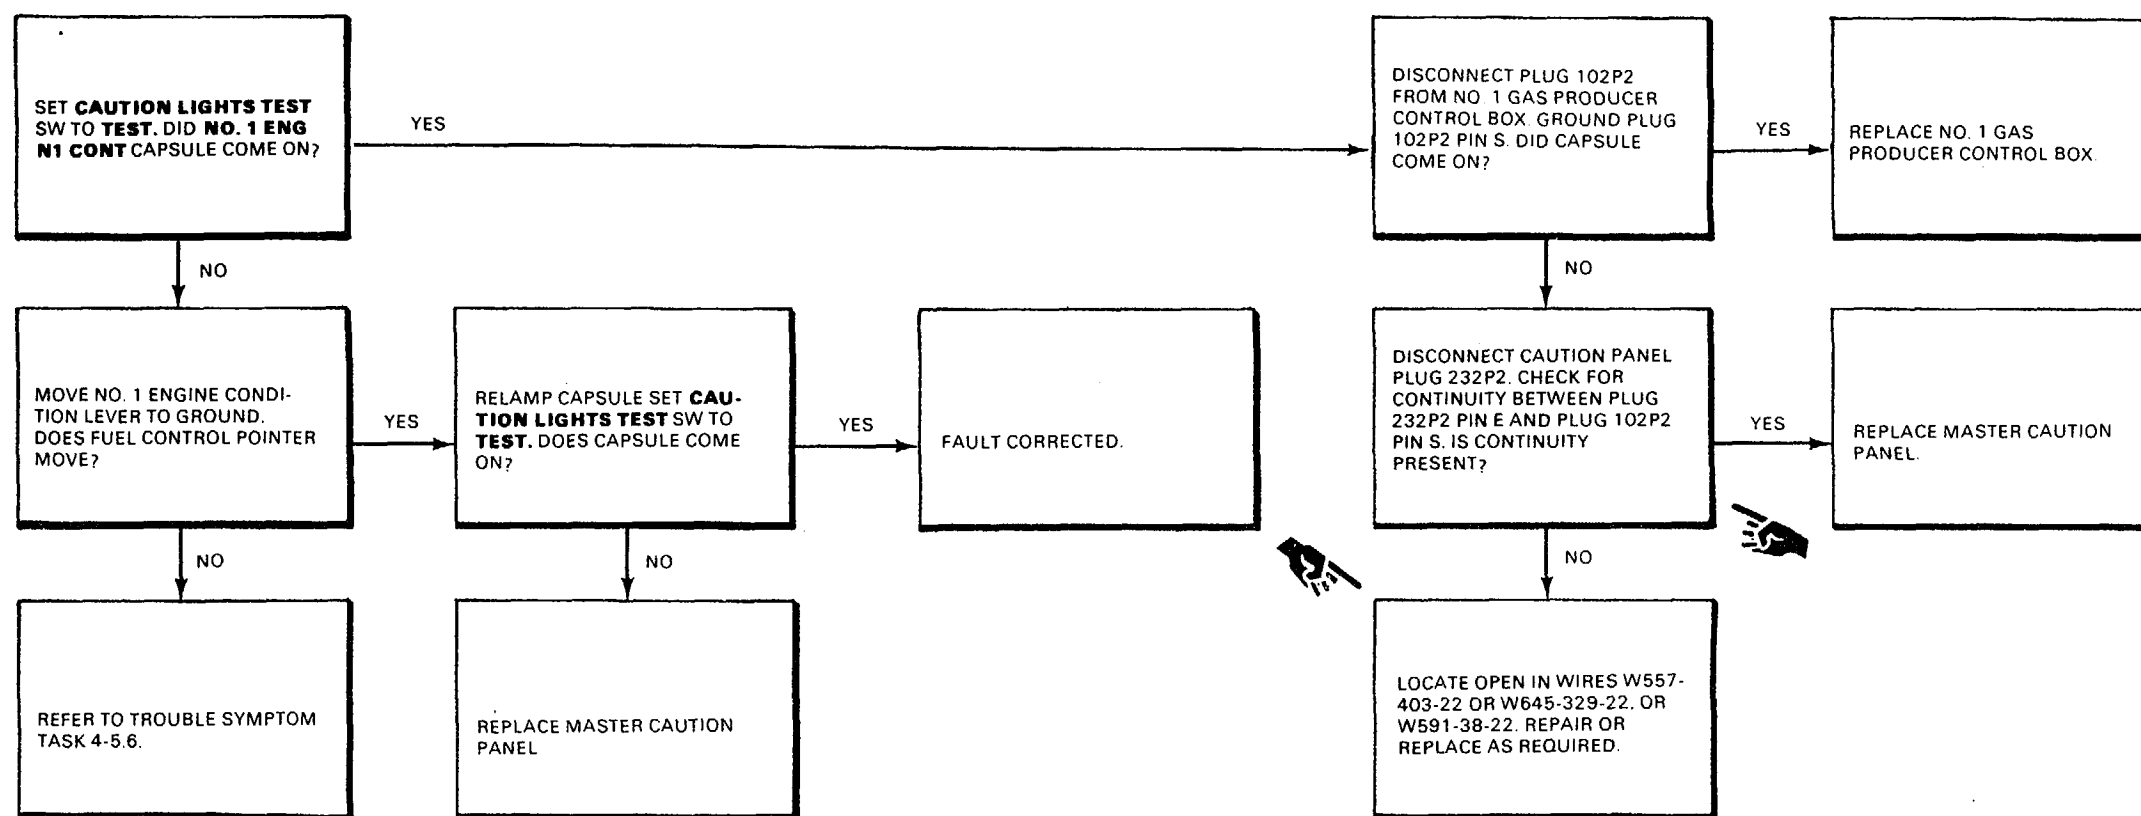 SET CAUTION LIGHTS TEST
SW TO TEST. DID NO. 1 ENG
N1 CONT CAPSULE COME ON?
YES
DISCONNECT PLUG 102P2
FROM NO. 1 GAS PRODUCER
CONTROL BOX. GROUND PLUG
102P2 PIN S. DID CAPSULE
COME ON?
YES
REPLACE NO. 1 GAS
PRODUCER CONTROL BOX.
NO
NO
MOVE NO. 1 ENGINE CONDI-
TION LEVER TO GROUND.
DOES FUEL CONTROL POINTER
MOVE?
YES
RELAMP CAPSULE SET CAU-
TION LIGHTS TEST SW TO
TEST. DOES CAPSULE COME
ON?
YES
FAULT CORRECTED.
DISCONNECT CAUTION PANEL
PLUG 232P2. CHECK FOR
CONTINUITY BETWEEN PLUG
232P2 PIN E AND PLUG 102P2
PIN S. IS CONTINUITY
PRESENT?
YES
REPLACE MASTER CAUTION
PANEL.
NO
NO
NO
REFER TO TROUBLE SYMPTOM
TASK 4-5.6.
REPLACE MASTER CAUTION
PANEL
LOCATE OPEN IN WIRES W557-
403-22 OR W645-329-22, OR
W591-38-22. REPAIR OR
REPLACE AS REQUIRED.